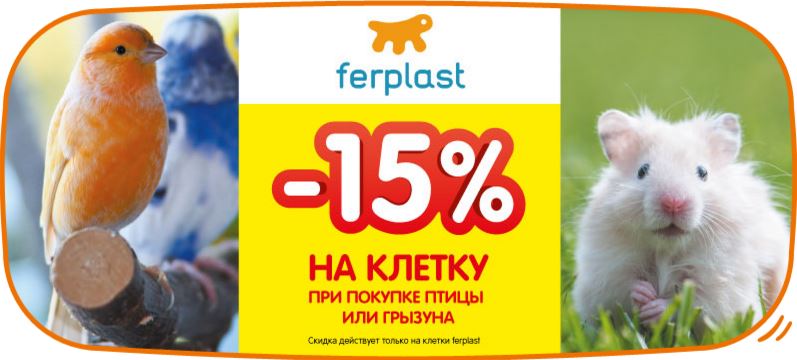 ferplast
-15%
НА КЛЕТКУ
ПРИ ПОКУПКЕ ПТИЦЫ
ИЛИ ГРЫЗУНА
Скидка действует только на клетки ferplast